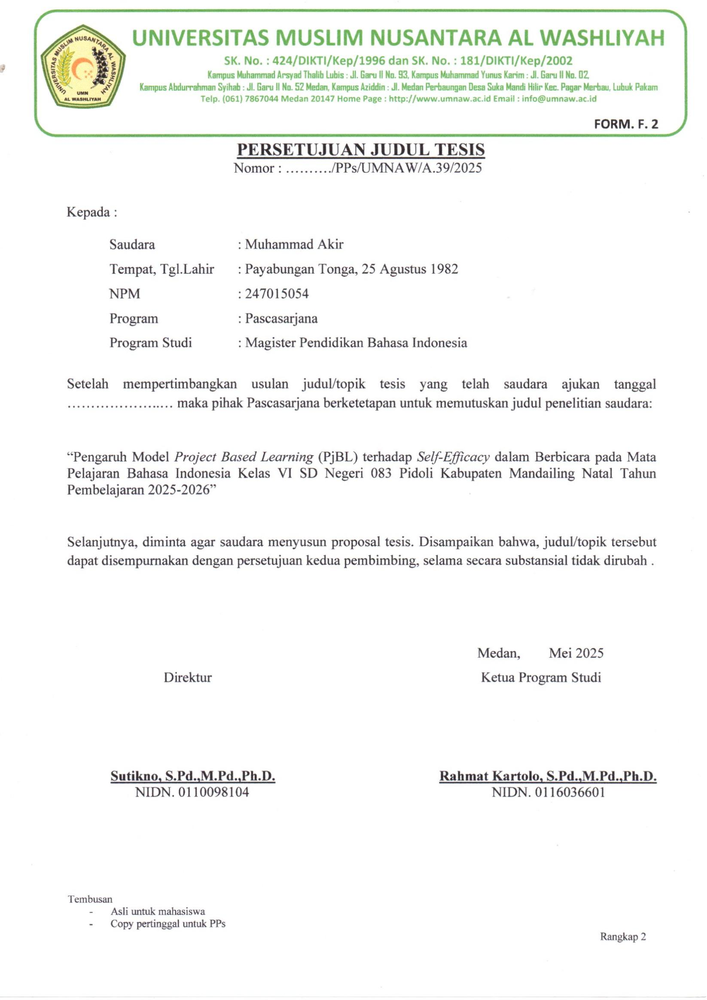 UNIVERSITAS MUSLIM NUSANTARA AL WASHLIYAH
UMN
AL WASHLIYAH
UNIVERSITAS MUSLIM NUSANTARA AL WASHLIYAH
SK. No. : 424/DIKTI/Kep/1996 dan SK. No. : 181/DIKTI/Kep/2002
Kampus Muhammad Arsyad Thalib Lubis : Jl. Garu II No. 93, Kampus Muhammad Yunus Karim : Jl. Garu II No. 02,
Kampus Abdurrahman Syihab : Jl. Garu II No. 52 Medan, Kampus Aziddin : Jl. Medan Perbaungan Desa Suka Mandi Hilir Kec. Pagar Merbau, Lubuk Pakam
Telp. (061) 7867044 Medan 20147 Home Page : http://www.umnaw.ac.id Email : info@umnaw.ac.id
FORM. F. 2
PERSETUJUAN JUDUL TESIS
Nomor : ………./PPs/UMNAW/A.39/2025
Kepada :
Saudara : Muhammad Akir
Tempat, Tgl.Lahir : Payabungan Tonga, 25 Agustus 1982
NPM : 247015054
Program : Pascasarjana
Program Studi : Magister Pendidikan Bahasa Indonesia
Setelah mempertimbangkan usulan judul/topik tesis yang telah saudara ajukan tanggal
………………….…. maka pihak Pascasarjana berketetapan untuk memutuskan judul penelitian saudara:
“Pengaruh Model Project Based Learning (PjBL) terhadap Self-Efficacy dalam Berbicara pada Mata
Pelajaran Bahasa Indonesia Kelas VI SD Negeri 083 Pidoli Kabupaten Mandailing Natal Tahun
Pembelajaran 2025-2026”
Selanjutnya, diminta agar saudara menyusun proposal tesis. Disampaikan bahwa, judul/topik tersebut
dapat disempurnakan dengan persetujuan kedua pembimbing, selama secara substansial tidak dirubah .
Medan, Mei 2025
Direktur Ketua Program Studi
Sutikno, S.Pd.,M.Pd.,Ph.D. Rahmat Kartolo, S.Pd.,M.Pd.,Ph.D.
NIDN. 0110098104 NIDN. 0116036601
Tembusan
- Asli untuk mahasiswa
- Copy pertinggal untuk PPs
Rangkap 2